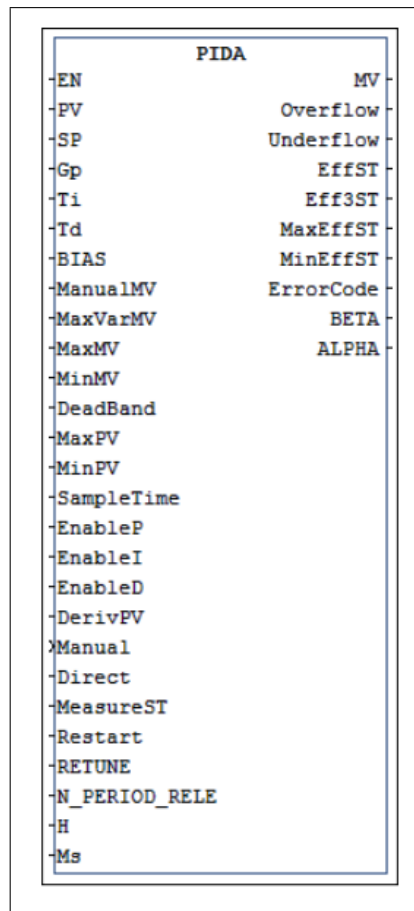 PIDA
EN MV
PV Overflow
SP Underflow
Gp EffST
Ti Eff3ST
Td MaxEffST
BIAS MinEffST
ManualMV ErrorCode
MaxVarMV BETA
MaxMV ALPHA
MinMV
DeadBand
MaxPV
MinPV
SampleTime
EnableP
EnableI
EnableD
DerivPV
Manual
Direct
MeasureST
Restart
RETUNE
N_PERIOD_RELE
H
Ms